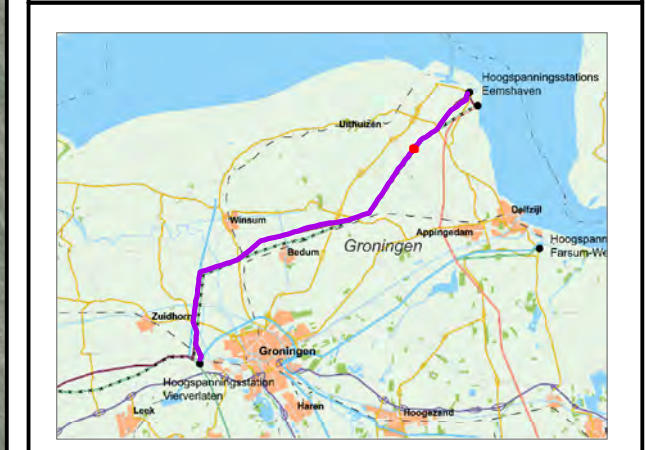 Hoogspanningsstations
Eemshaven
Uithuizen
Delfzijl
Winsum
Appingedam
Groningen
Hoogspann
Farsum-We
Bedum
Zuidhorn
Groningen
Hoogspanningsstation
Vierverlaten
Leek
Haren
Hoogezand